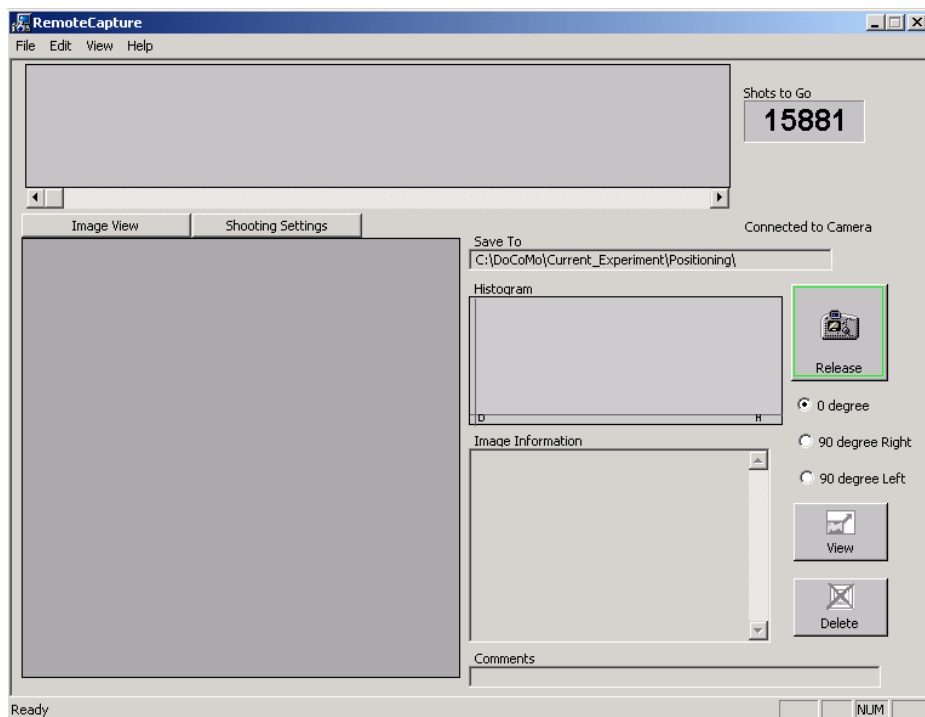 RemoteCapture
File Edit View Help
Shots to Go
15881
Image View Shooting Settings
Connected to Camera
Save To
C:\DoCoMo\Current_Experiment\Positioning\
Histogram
D H
Release
0 degree
Image Information
90 degree Right
90 degree Left
View
Delete
Comments
Ready NUM